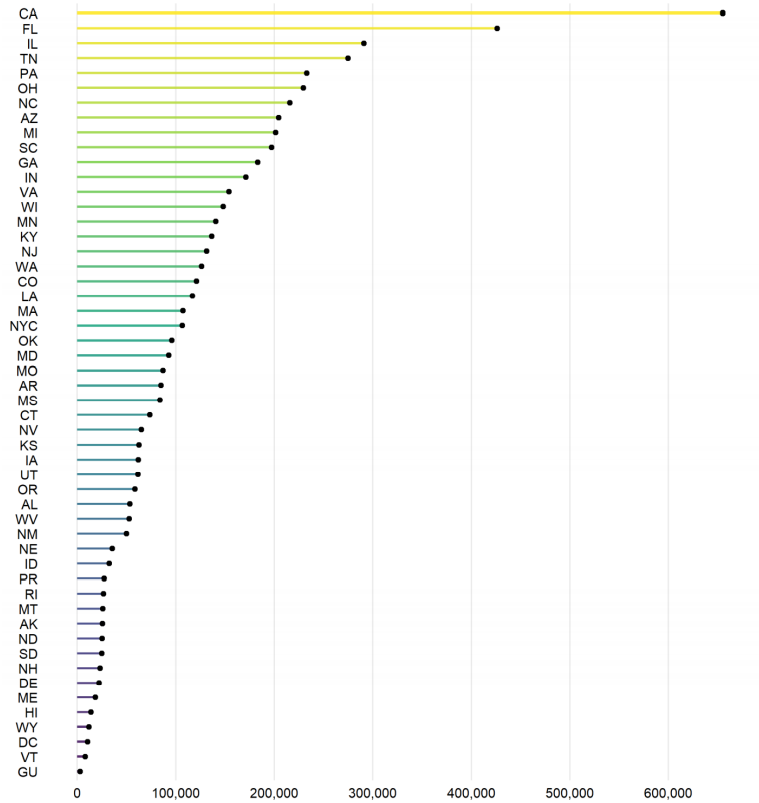 CA
FL
IL
TN
PA
OH
NC
AZ
MI
SC
GA
IN
VA
WI
MN
KY
NJ
WA
CO
LA
MA
NYC
OK
MD
MO
AR
MS
CT
NV
KS
IA
UT
OR
AL
WV
NM
NE
ID
PR
RI
MT
AK
ND
SD
NH
DE
ME
HI
WY
DC
VT
GU
0 100,000 200,000 300,000 400,000 500,000 600,000